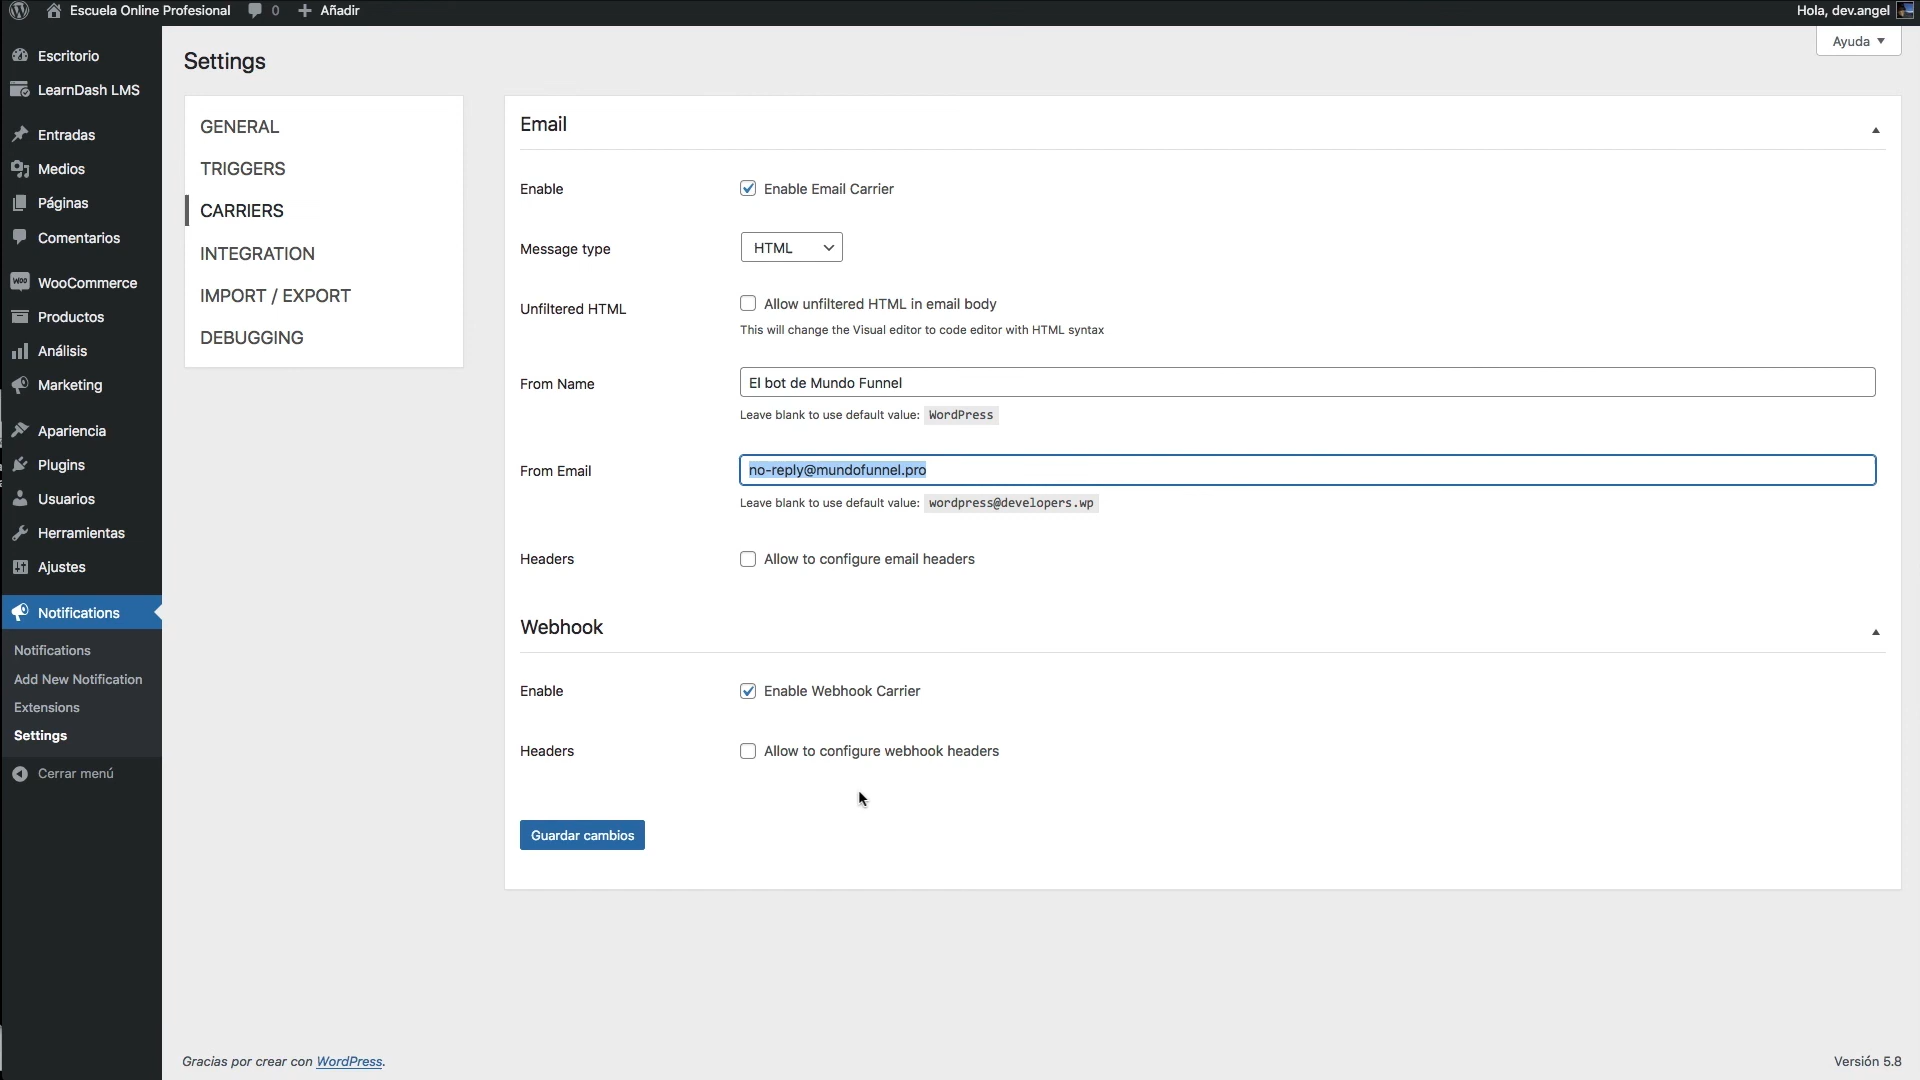 Escuela Online Profesional
0
Añadir
Hola, dev.angel
Ayuda
Escritorio
LearnDash LMS
Entradas
Medios
Páginas
Comentarios
WooCommerce
Productos
Análisis
Marketing
Apariencia
Plugins
Usuarios
Herramientas
Ajustes
Notifications
Notifications
Add New Notification
Extensions
Settings
Cerrar menú
Settings
GENERAL
TRIGGERS
CARRIERS
INTEGRATION
IMPORT / EXPORT
DEBUGGING
Email
Enable
Enable Email Carrier
Message type
HTML
Unfiltered HTML
Allow unfiltered HTML in email body
This will change the Visual editor to code editor with HTML syntax
From Name
El bot de Mundo Funnel
Leave blank to use default value: WordPress
From Email
no-reply@mundofunnel.pro
Leave blank to use default value: wordpress@developers.wp
Headers
Allow to configure email headers
Webhook
Enable
Enable Webhook Carrier
Headers
Allow to configure webhook headers
Guardar cambios
Gracias por crear con WordPress.
Versión 5.8